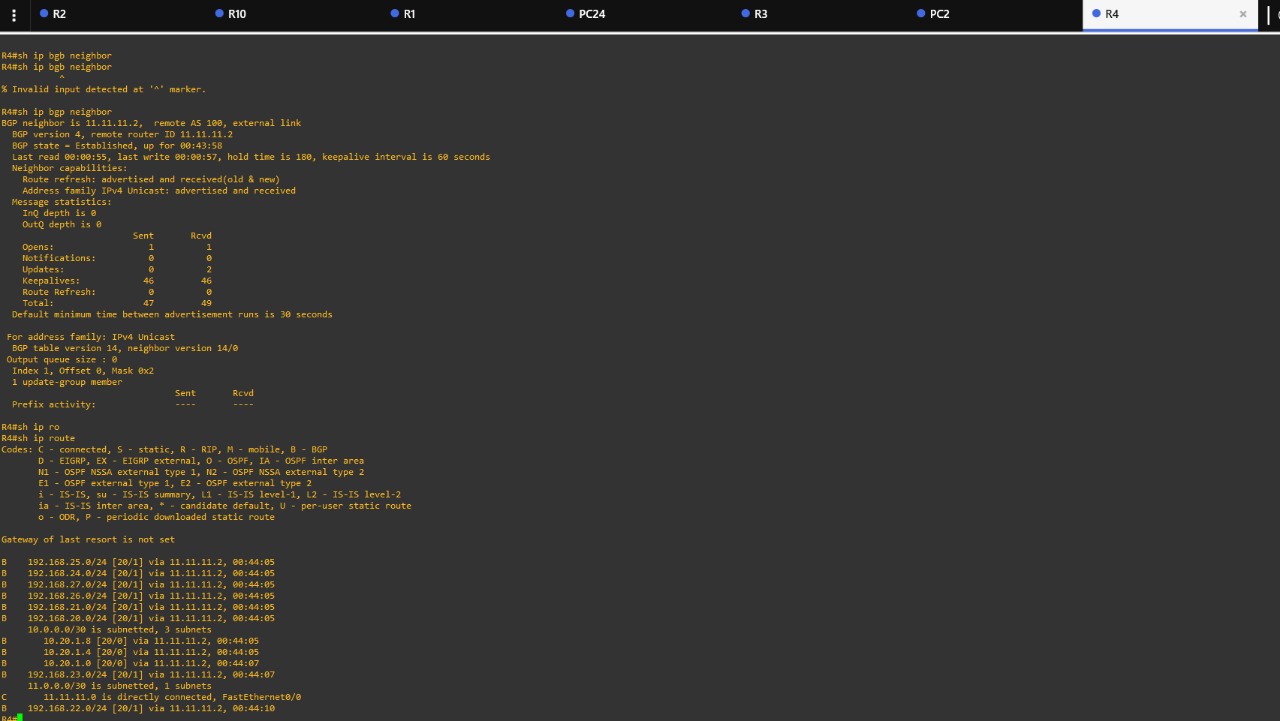 R2 R10 R1 PC24 R3 PC2 R4 ×
R4#sh ip bgb neighbor
R4#sh ip bgb neighbor
^
% Invalid input detected at '^' marker.
R4#sh ip bgp neighbor
BGP neighbor is 11.11.11.2,  remote AS 100, external link
BGP version 4, remote router ID 11.11.11.2
BGP state = Established, up for 00:43:58
Last read 00:00:55, last write 00:00:57, hold time is 180, keepalive interval is 60 seconds
Neighbor capabilities:
Route refresh: advertised and received(old & new)
Address family IPv4 Unicast: advertised and received
Message statistics:
InQ depth is 0
OutQ depth is 0
Sent Rcvd
Opens: 1 1
Notifications: 0 0
Updates: 0 2
Keepalives: 46 46
Route Refresh: 0 0
Total: 47 49
Default minimum time between advertisement runs is 30 seconds
For address family: IPv4 Unicast
BGP table version 14, neighbor version 14/0
Output queue size : 0
Index 1, Offset 0, Mask 0x2
1 update-group member
Sent Rcvd
Prefix activity: ---- ----
R4#sh ip ro
R4#sh ip route
Codes: C - connected, S - static, R - RIP, M - mobile, B - BGP
D - EIGRP, EX - EIGRP external, O - OSPF, IA - OSPF inter area
N1 - OSPF NSSA external type 1, N2 - OSPF NSSA external type 2
E1 - OSPF external type 1, E2 - OSPF external type 2
i - IS-IS, su - IS-IS summary, L1 - IS-IS level-1, L2 - IS-IS level-2
ia - IS-IS inter area, * - candidate default, U - per-user static route
o - ODR, P - periodic downloaded static route
Gateway of last resort is not set
B 192.168.25.0/24 [20/1] via 11.11.11.2, 00:44:05
B 192.168.24.0/24 [20/1] via 11.11.11.2, 00:44:05
B 192.168.27.0/24 [20/1] via 11.11.11.2, 00:44:05
B 192.168.26.0/24 [20/1] via 11.11.11.2, 00:44:05
B 192.168.21.0/24 [20/1] via 11.11.11.2, 00:44:05
B 192.168.20.0/24 [20/1] via 11.11.11.2, 00:44:05
10.0.0.0/30 is subnetted, 3 subnets
B 10.20.1.8 [20/0] via 11.11.11.2, 00:44:05
B 10.20.1.4 [20/0] via 11.11.11.2, 00:44:05
B 10.20.1.0 [20/0] via 11.11.11.2, 00:44:07
B 192.168.23.0/24 [20/1] via 11.11.11.2, 00:44:07
11.0.0.0/30 is subnetted, 1 subnets
C 11.11.11.0 is directly connected, FastEthernet0/0
B 192.168.22.0/24 [20/1] via 11.11.11.2, 00:44:10
R4#